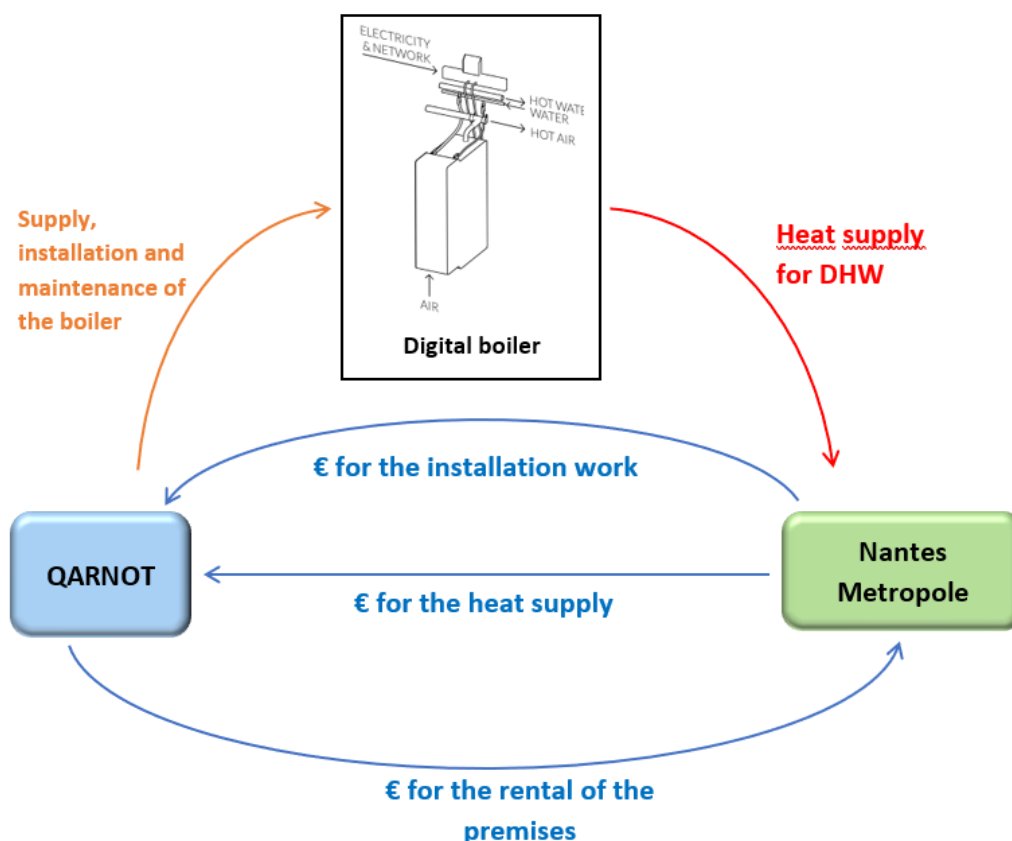 ELECTRICITY
& NETWORK
HOT WATE
WATER
HOT AIR
AIR
Digital boiler
Supply,
installation and
maintenance of
the boiler
Heat supply
for DHW
€ for the installation work
QARNOT
Nantes
Metropole
€ for the heat supply
€ for the rental of the
premises